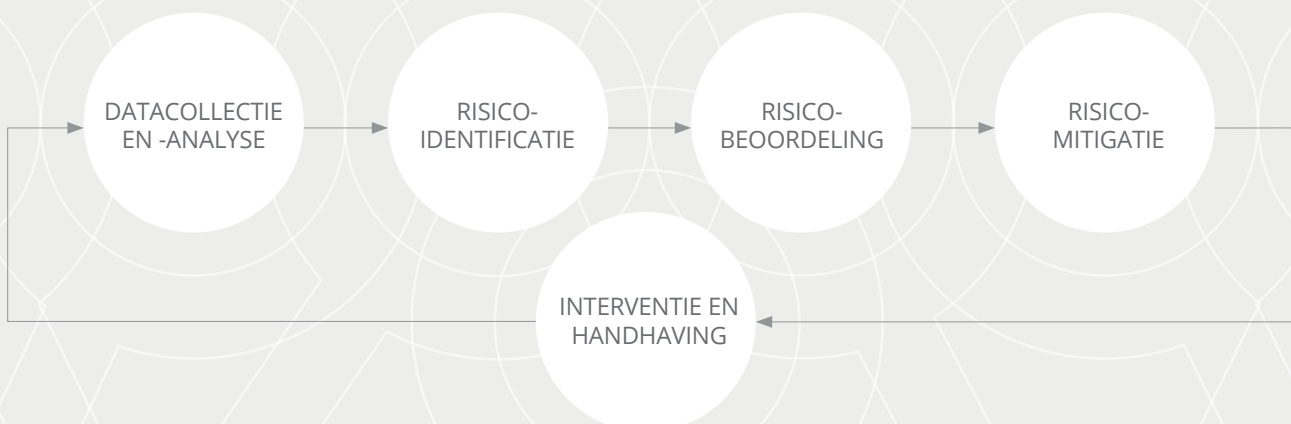 DATACOLLECTIE
EN -ANALYSE
RISICO-
IDENTIFICATIE
RISICO-
BEOORDELING
RISICO-
MITIGATIE
INTERVENTIE EN
HANDHAVING